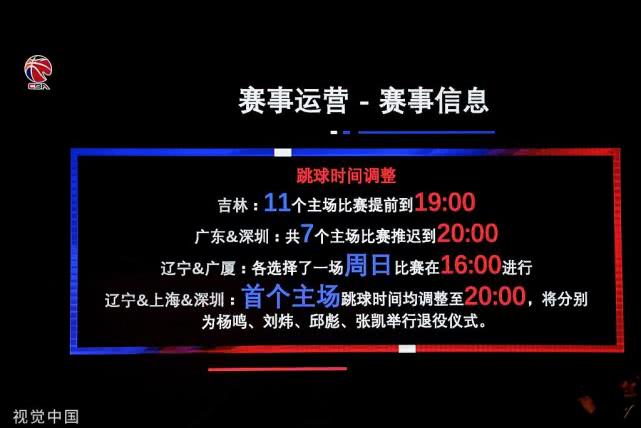 CBA
赛事运营 - 赛事信息
跳球时间调整
吉林：11个主场比赛提前到19:00
广东&深圳：共7个主场比赛推迟到20:00
辽宁&广厦：各选择了一场周日比赛在16:00进行
辽宁&上海&深圳：首个主场跳球时间均调整至20:00，将分别
为杨鸣、刘炜、邱彪、张凯举行退役仪式。
视觉中国